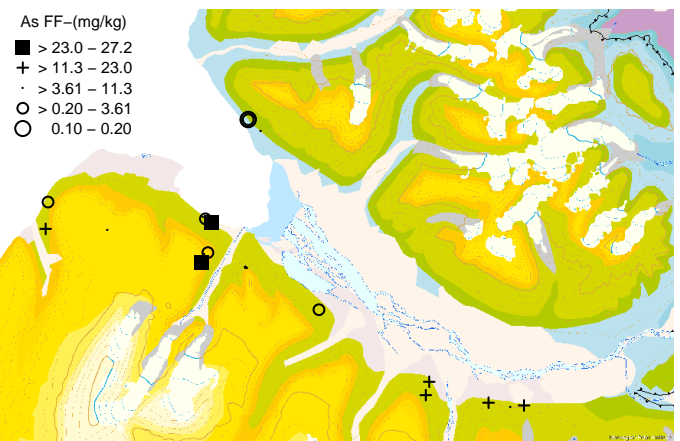 As FF-(mg/kg)
> 23.0 – 27.2
> 11.3 – 23.0
> 3.61 – 11.3
> 0.20 – 3.61
0.10 – 0.20